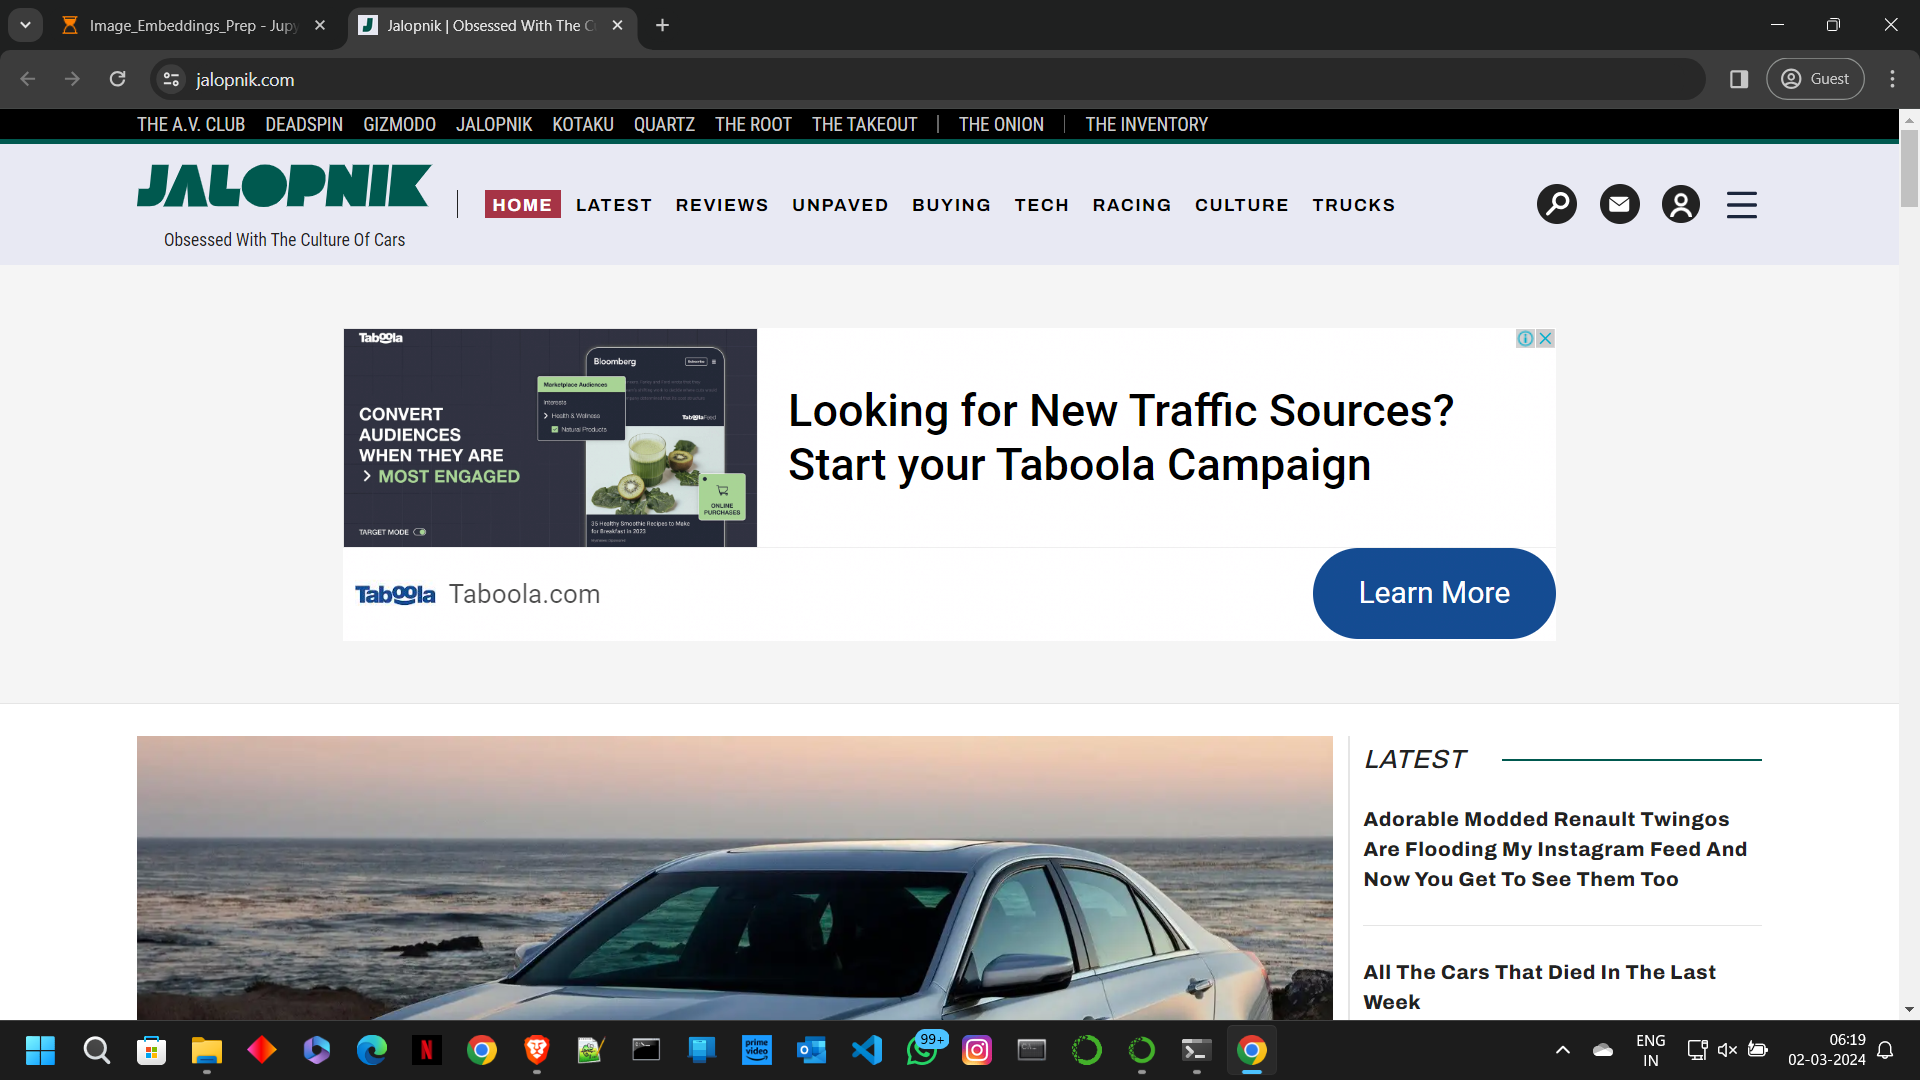 Image_Embeddings_Prep - Jupy
Jalopnik | Obsessed With The C
jalopnik.com
Guest
THE A.V. CLUB DEADSPIN GIZMODO JALOPNIK KOTAKU QUARTZ THE ROOT THE TAKEOUT | THE ONION | THE INVENTORY
JALOPNIK
Obsessed With The Culture Of Cars
HOME LATEST REVIEWS UNPAVED BUYING TECH RACING CULTURE TRUCKS
Taboola
CONVERT
AUDIENCES
WHEN THEY ARE
> MOST ENGAGED
TARGET MODE
Bloomberg
Subscribe
Marketplace Audiences
Interests
Health & Wellness
Natural Products
Taboola Feed
ONLINE
PURCHASES
35 Healthy Smoothie Recipes to Make
for Breakfast in 2023
Looking for New Traffic Sources?
Start your Taboola Campaign
Taboola Taboola.com
Learn More
LATEST
Adorable Modded Renault Twingos
Are Flooding My Instagram Feed And
Now You Get To See Them Too
All The Cars That Died In The Last
Week
prime
video
99+
ENG
IN
06:19
02-03-2024